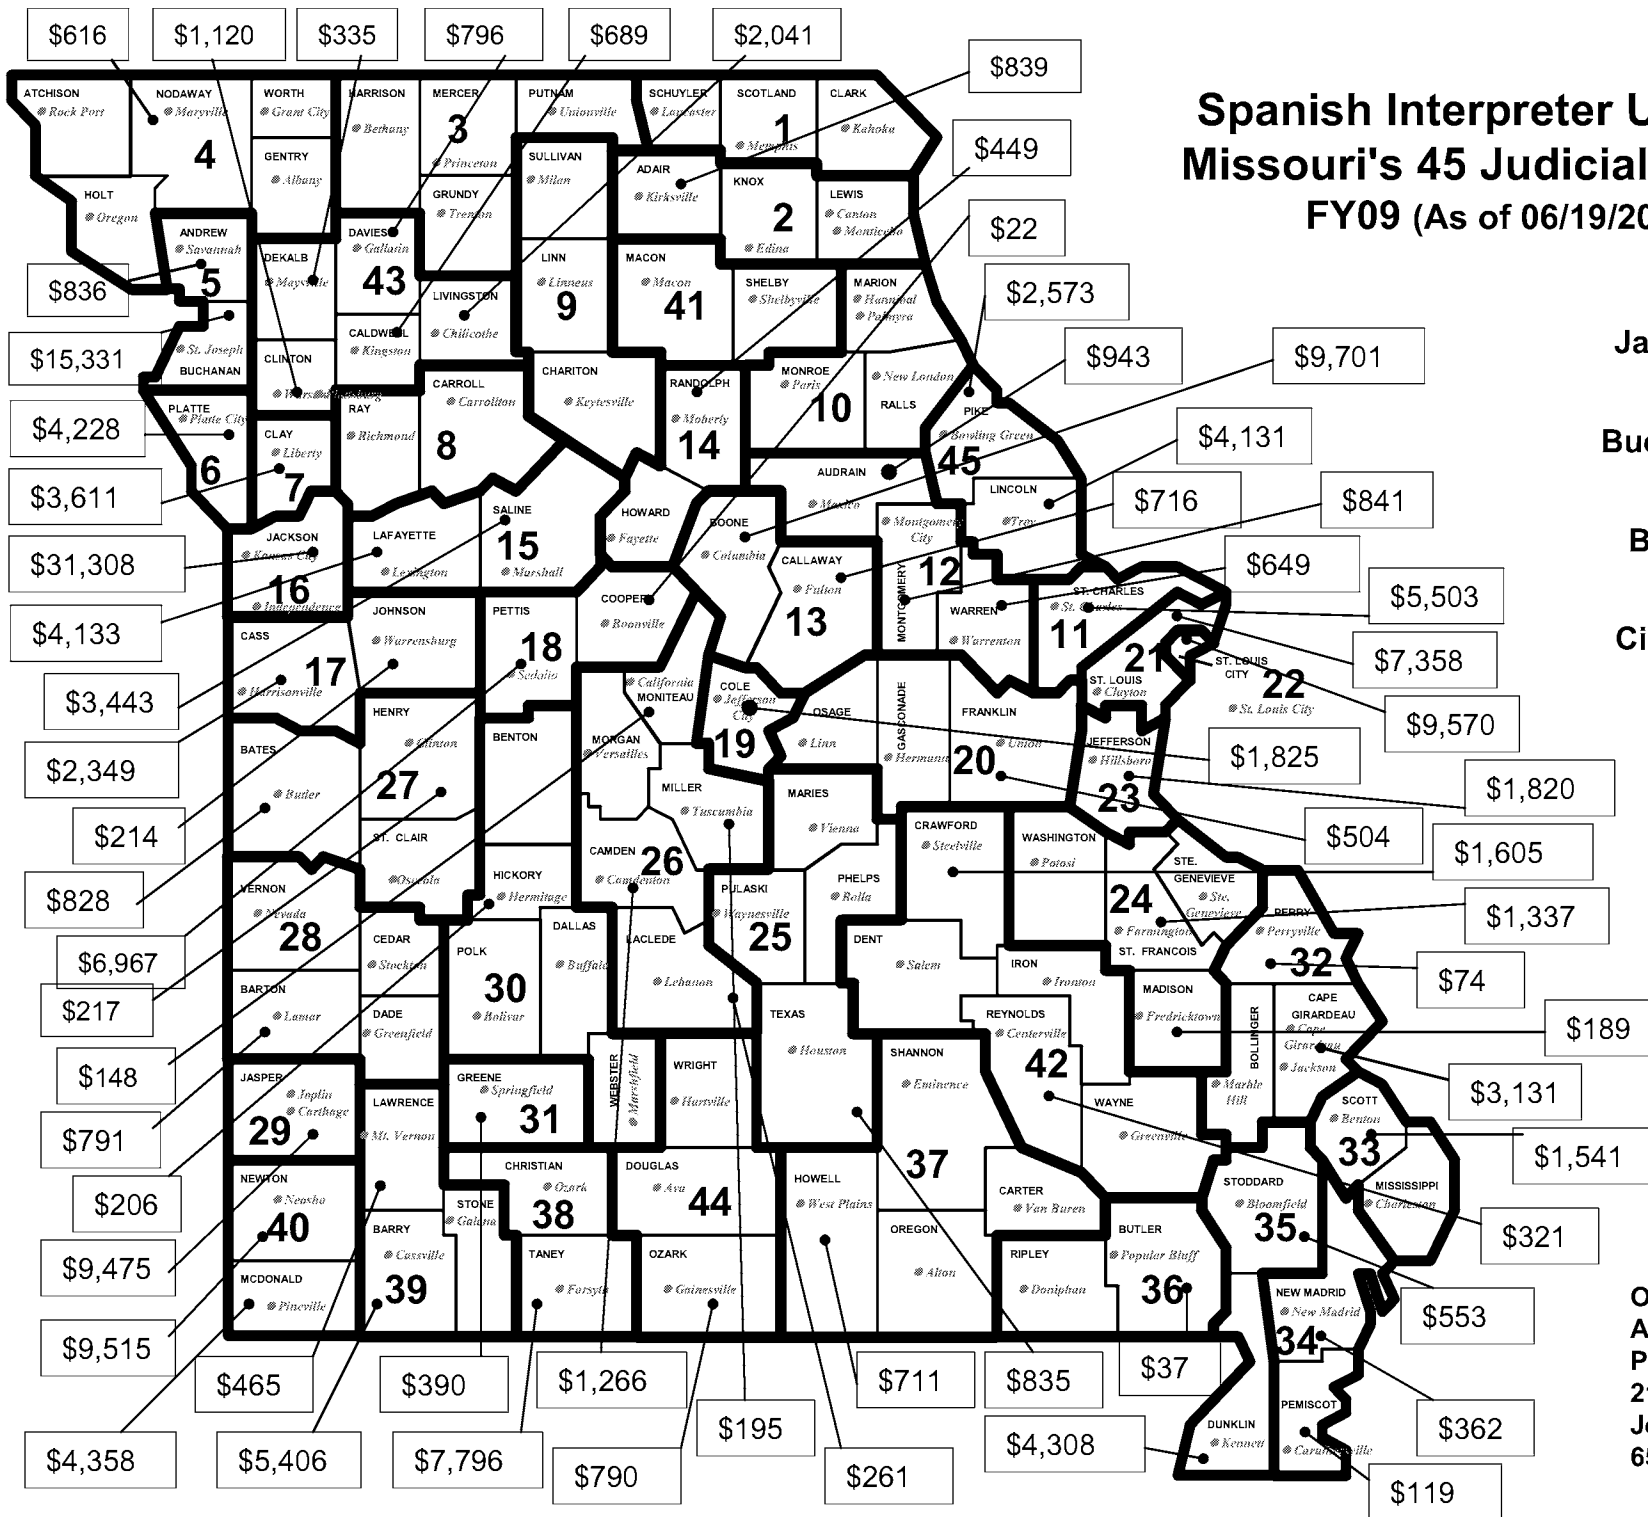 $616
$1,120
$335
$796
$689
$2,041
$839
Spanish Interpreter U
Missouri's 45 Judicial
FY09 (As of 06/19/20
$449
$22
$2,573
$943
$9,701
$4,131
$716
$841
$649
$5,503
$7,358
$9,570
$1,825
$1,820
$504
$1,605
$1,337
$74
$189
$3,131
$1,541
$321
$553
$362
$119
$4,308
$37
$835
$711
$261
$195
$1,266
$790
$390
$7,796
$465
$5,406
$4,358
$9,515
$9,475
$206
$791
$148
$217
$6,967
$828
$214
$2,349
$3,443
$4,133
$31,308
$3,611
$4,228
$15,331
$836
ATCHISON
Rock Port
NODAWAY
Maryville
WORTH
Grant City
HARRISON
Bethany
MERCER
3
Princeton
PUTNAM
Unionville
SCHUYLER
Lancaster
SCOTLAND
1
Memphis
CLARK
Kahoka
4
GENTRY
Albany
HOLT
Oregon
GRUNDY
Trenton
SULLIVAN
Milan
ADAIR
Kirksville
KNOX
2
Edina
LEWIS
Canton
Monticello
ANDREW
Savannah
5
DEKALB
Maysville
DAVIES
Gallatin
43
LIVINGSTON
Chilicothe
LINN
Linneus
9
MACON
Macon
41
SHELBY
Shelbyville
MARION
Hannibal
Palmyra
St. Joseph
BUCHANAN
CLINTON
CALDWELL
Kingston
CARROLL
Carrollton
8
CHARITON
Keytesville
RANDOLPH
Moberly
14
MONROE
Paris
10
New London
RALLS
PIKE
Bowling Green
45
PLATTE
Platte City
6
CLAY
Liberty
7
RAY
Richmond
AUDRAIN
Mexico
LINCOLN
Troy
JACKSON
Kansas City
16
Independence
LAFAYETTE
Lexington
SALINE
15
Marshall
HOWARD
Fayette
BOONE
Columbia
CALLAWAY
Fulton
13
Montgomery
City
MONTGOMERY
12
WARREN
Warrenton
ST. CHARLES
St. Charles
11
CASS
17
Harrisonville
JOHNSON
Warrensburg
PETTIS
18
Sedalia
COOPER
Boonville
California
MONITEAU
COLE
Jefferson
City
19
OSAGE
Linn
GASCONADE
Hermann
FRANKLIN
Union
20
21
ST. LOUIS
Clayton
ST. LOUIS
CITY
22
St. Louis City
JEFFERSON
Hillsboro
23
BATES
Butler
HENRY
Clinton
27
BENTON
MORGAN
Versailles
MILLER
Tuscumbia
MARIES
Vienna
CRAWFORD
Steelville
WASHINGTON
Potosi
STE.
GENEVIEVE
Ste.
Genevieve
24
Farmington
ST. FRANCOIS
PERRY
Perryville
32
ST. CLAIR
Osceola
HICKORY
Hermitage
CAMDEN
Camdenton
26
PULASKI
Waynesville
25
PHELPS
Rolla
VERNON
Nevada
28
CEDAR
Stockton
POLK
30
Bolivar
DALLAS
Buffalo
LACLEDE
Lebanon
DENT
Salem
IRON
Ironton
MADISON
Fredricktown
BOLLINGER
Marble
Hill
CAPE
GIRARDEAU
Cape
Girardeau
Jackson
BARTON
Lamar
DADE
Greenfield
TEXAS
Houston
REYNOLDS
Centerville
42
WAYNE
Greenville
SCOTT
Benton
33
JASPER
Joplin
Carthage
29
LAWRENCE
Mt. Vernon
GREENE
Springfield
31
WEBSTER
Marshfield
WRIGHT
Hartville
SHANNON
Eminence
37
MISSISSIPPI
Charleston
NEWTON
Neosho
40
CHRISTIAN
Ozark
38
DOUGLAS
Ava
44
HOWELL
West Plains
CARTER
Van Buren
STODDARD
Bloomfield
35
STONE
Galena
BARRY
Cassville
39
TANEY
Forsyth
OZARK
Gainesville
OREGON
Alton
RIPLEY
Doniphan
BUTLER
Popular Bluff
36
MCDONALD
Pineville
NEW MADRID
New Madrid
34
DUNKLIN
Kennett
PEMISCOT
Caruthersville
Ja
Bue
B
Ci
O
A
P
2
Je
65